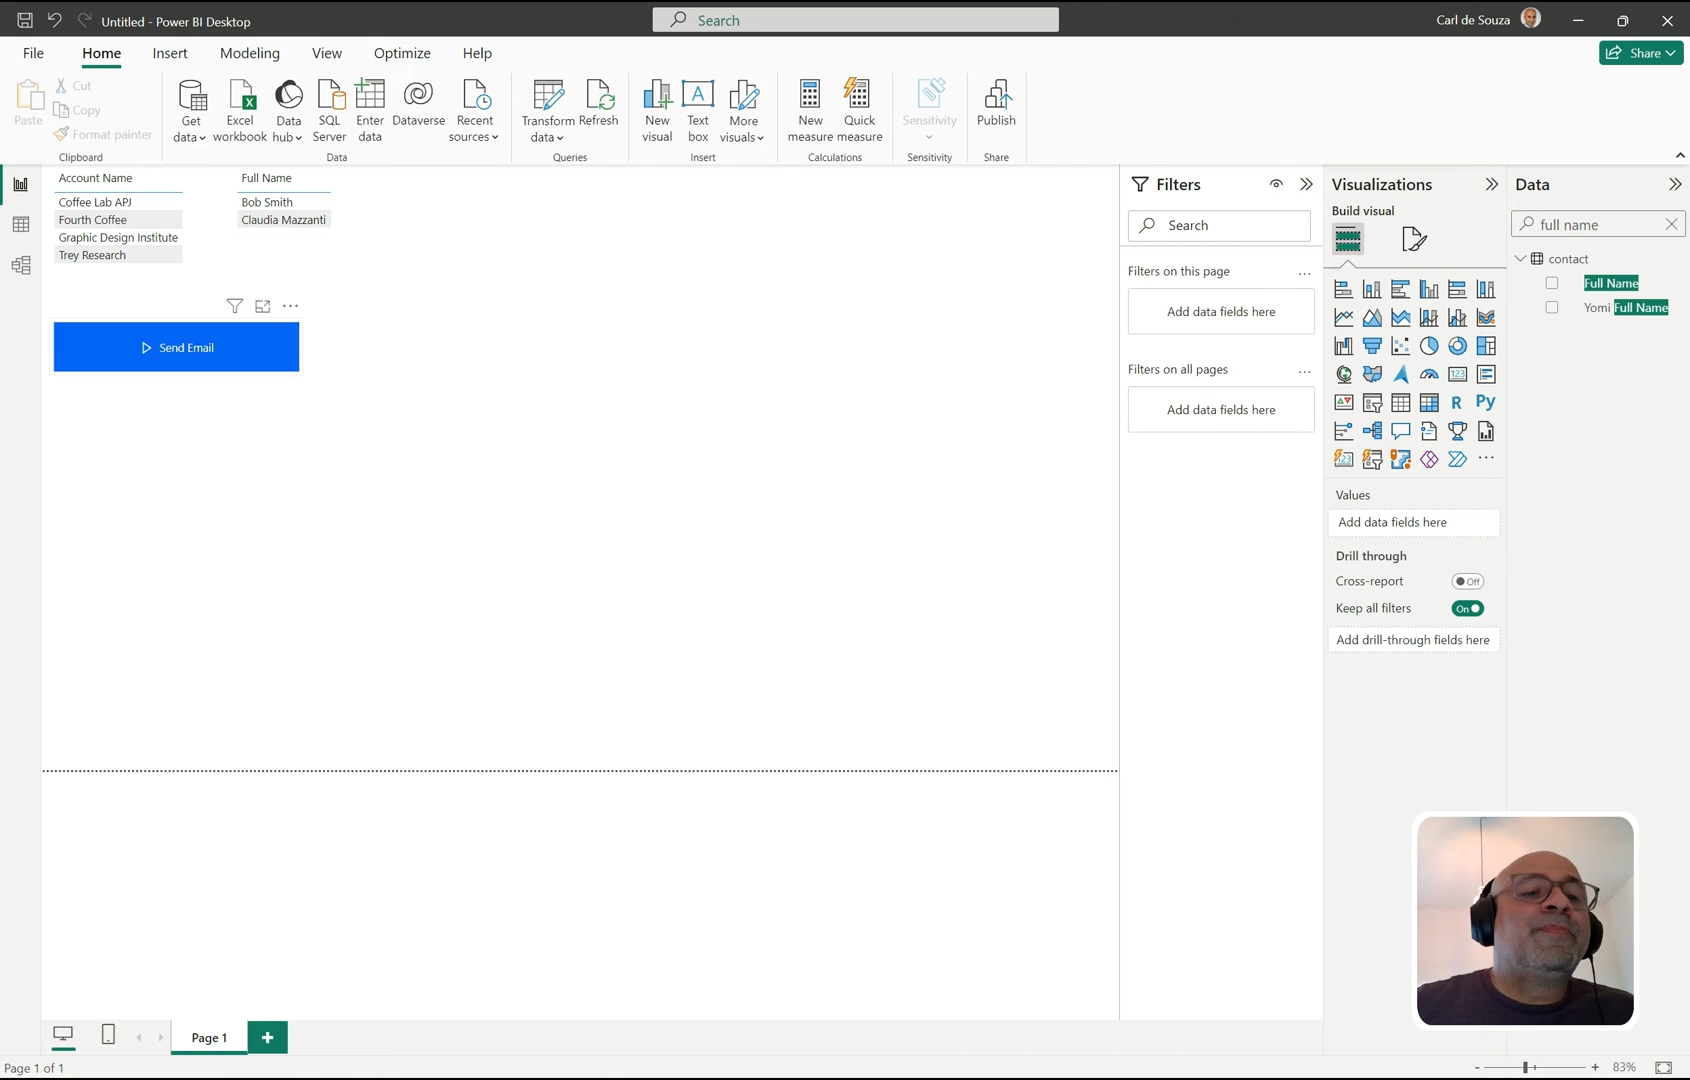 Untitled - Power BI Desktop
Search
Carl de Souza
File
Home
Insert
Modeling
View
Optimize
Help
Share
Paste
Cut
Copy
Format painter
Clipboard
Get data
Excel workbook
Data hub
SQL Server
Enter data
Dataverse
Recent sources
Data
Transform data
Refresh
Queries
New visual
Text box
More visuals
Insert
New measure
Quick measure
Calculations
Sensitivity
Sensitivity
Publish
Share
Account Name
Coffee Lab APJ
Fourth Coffee
Graphic Design Institute
Trey Research
Full Name
Bob Smith
Claudia Mazzanti
Send Email
Filters
Search
Filters on this page
...
Add data fields here
Filters on all pages
...
Add data fields here
Visualizations
Build visual
123
R
Py
123
...
Values
Add data fields here
Drill through
Cross-report
Off
Keep all filters
On
Add drill-through fields here
Data
full name
contact
Full Name
Yomi Full Name
Page 1
+
Page 1 of 1
- + 83%